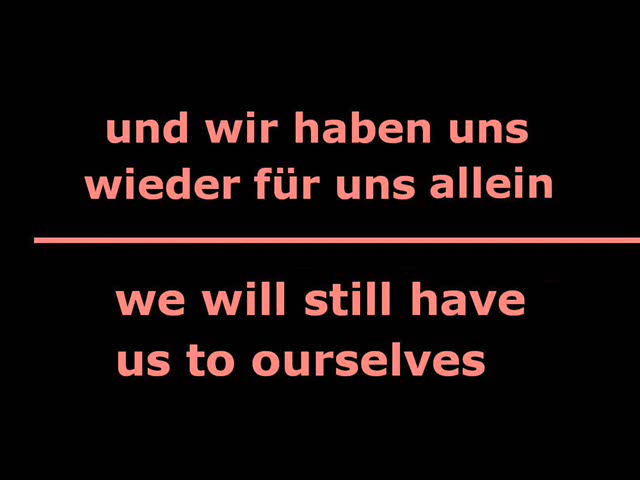 und wir haben uns
wieder für uns allein
we will still have
us to ourselves